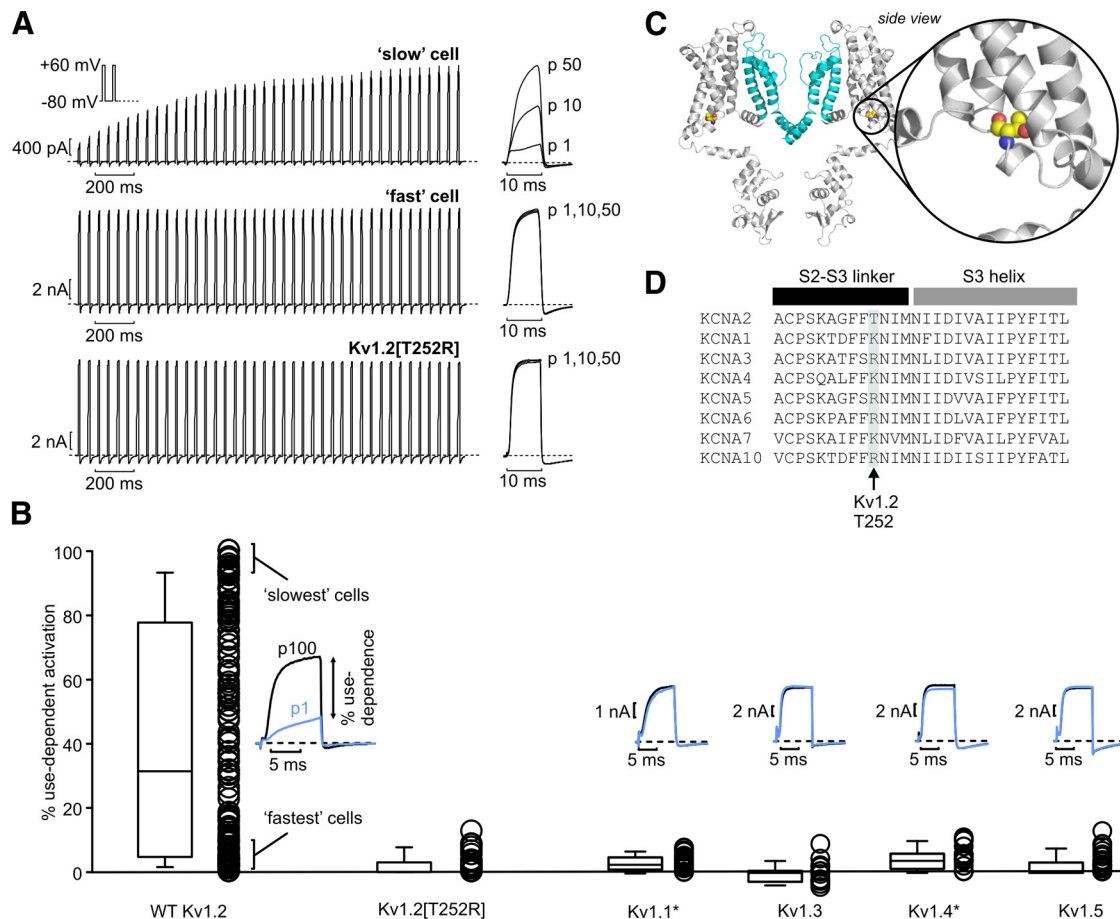 A
+60 mV
-80 mV
'slow' cell
400 pA
200 ms
p 50
p 10
p 1
10 ms
'fast' cell
2 nA
200 ms
p 1,10,50
10 ms
Kv1.2[T252R]
2 nA
200 ms
p 1,10,50
10 ms
C
side view
D
S2-S3 linker S3 helix
KCNA2 ACPSKAGFFTNIMNIIDIVAIIPYFITL
KCNA1 ACPSKTDFFKNIMNFIDIVAIIPYFITL
KCNA3 ACPSKATFSRNIMNLIDIVAIIPYFITL
KCNA4 ACPSQALFFKNIMNIIDIVSILPYFITL
KCNA5 ACPSKAGFSRNIMNIIDVVAIFPYFITL
KCNA6 ACPSKPAFFRNIMNIIDLVAIFPYFITL
KCNA7 VCPSKAIFFKNVMNLIDFVAILPYFVAL
KCNA10 VCPSKTDFFRNIMNIIDIISIIPYFATL
Kv1.2
T252
B
% use-dependent activation
100
80
60
40
20
0
'slowest' cells
'fastest' cells
p100
p1
% use-
dependence
5 ms
1 nA
5 ms
2 nA
5 ms
2 nA
5 ms
2 nA
5 ms
WT Kv1.2 Kv1.2[T252R] Kv1.1* Kv1.3 Kv1.4* Kv1.5